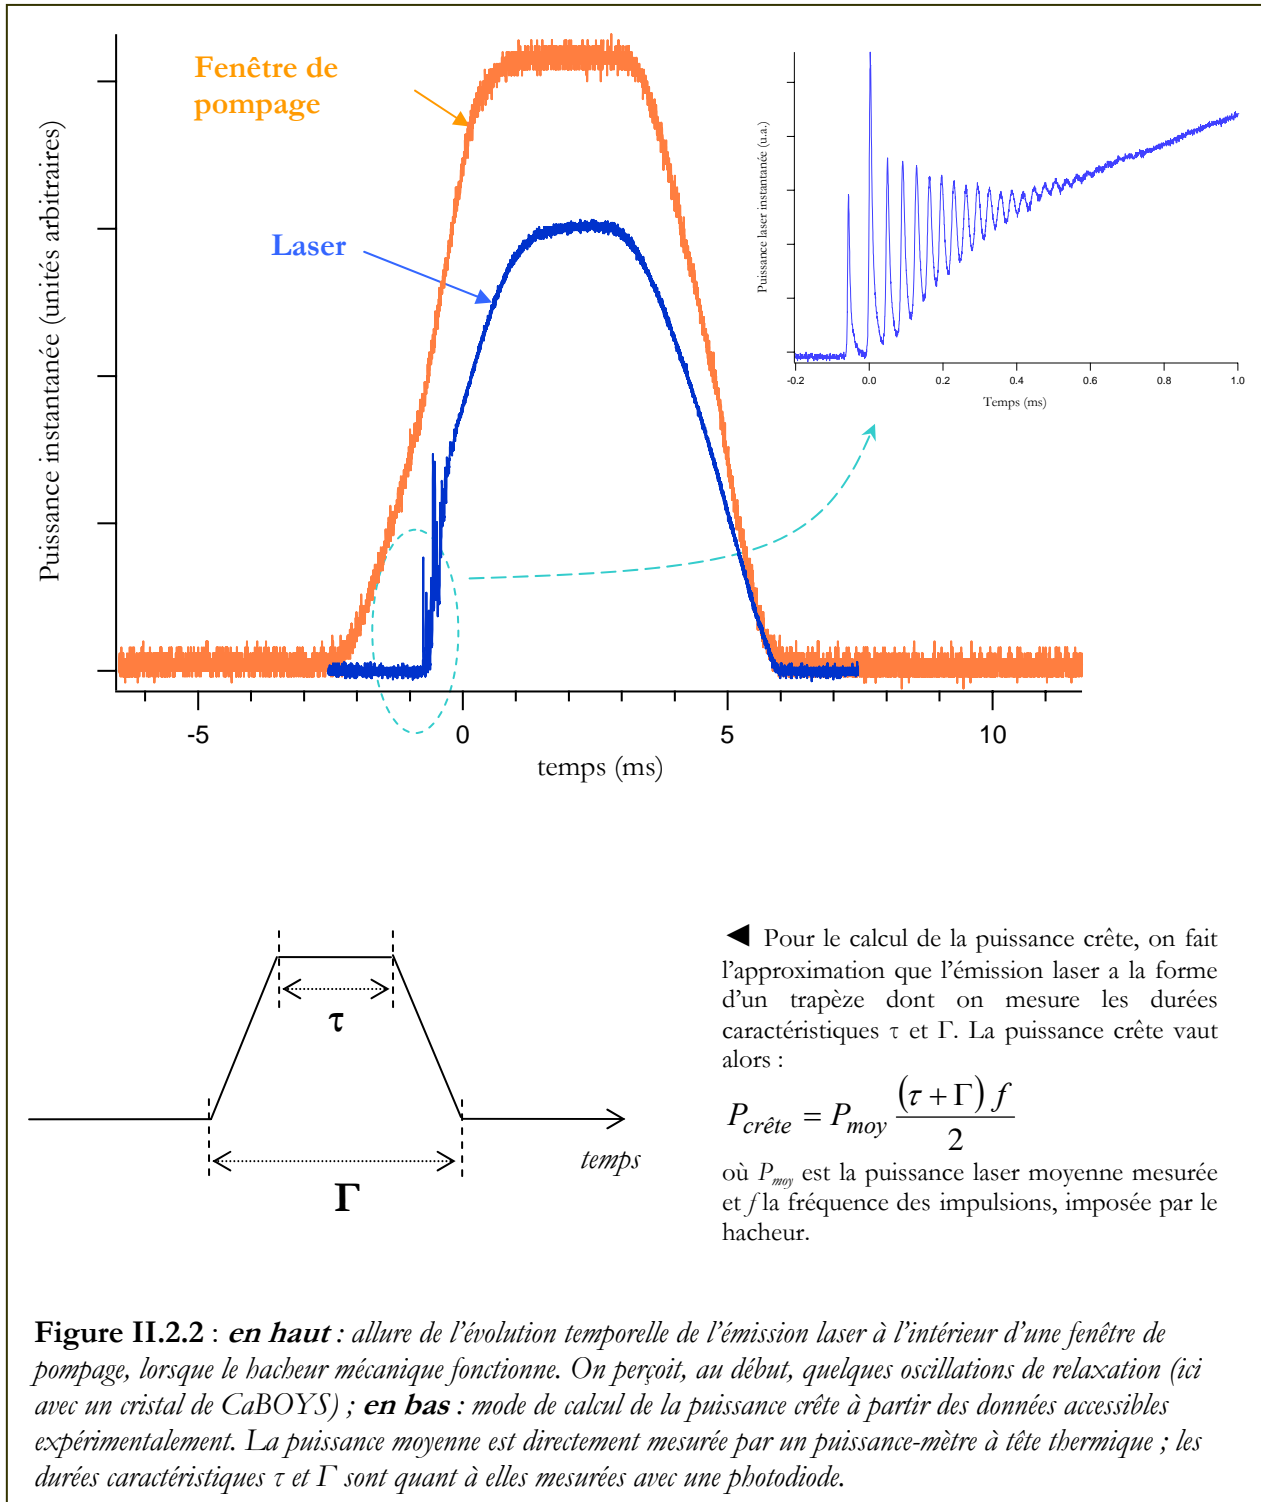 Fenêtre de
pompage
Laser
Puissance instantanée (unités arbitraires)
-5
0
5
10
temps (ms)
Puissance laser instantanée (u.a.)
-0.2
0.0
0.2
0.4
0.6
0.8
1.0
Temps (ms)
τ
Γ
temps
◄ Pour le calcul de la puissance crête, on fait
l'approximation que l'émission laser a la forme
d'un trapèze dont on mesure les durées
caractéristiques τ et Γ. La puissance crête vaut
alors :
P_crête = P_moy (τ + Γ) f / 2
où P_moy est la puissance laser moyenne mesurée
et f la fréquence des impulsions, imposée par le
hacheur.
Figure II.2.2 : en haut : allure de l'évolution temporelle de l'émission laser à l'intérieur d'une fenêtre de
pompage, lorsque le hacheur mécanique fonctionne. On perçoit, au début, quelques oscillations de relaxation (ici
avec un cristal de CaBOYS) ; en bas : mode de calcul de la puissance crête à partir des données accessibles
expérimentalement. La puissance moyenne est directement mesurée par un puissance-mètre à tête thermique ; les
durées caractéristiques τ et Γ sont quant à elles mesurées avec une photodiode.